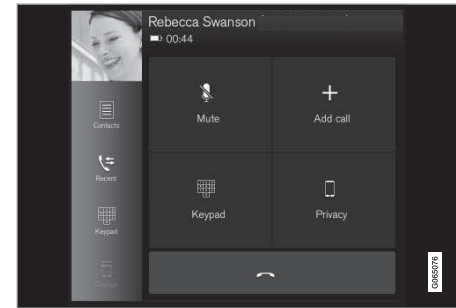 Rebecca Swanson
00:44
Mute
Add call
Contacts
Recent
Keypad
Keypad
Privacy
G065076